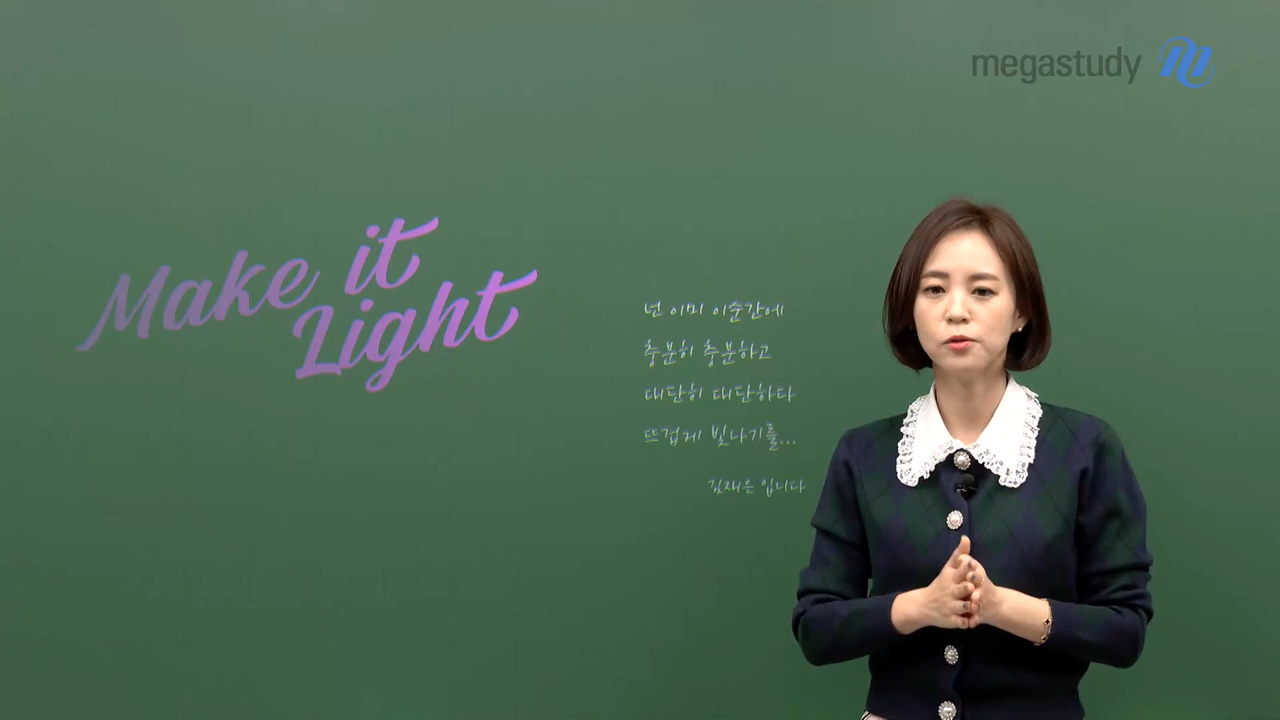 megastudy
Make it
Light
넌 이미 이순간에
충분히 충분하고
대단히 대단하다
뜨겁게 빛나기를...
김재은 입니다